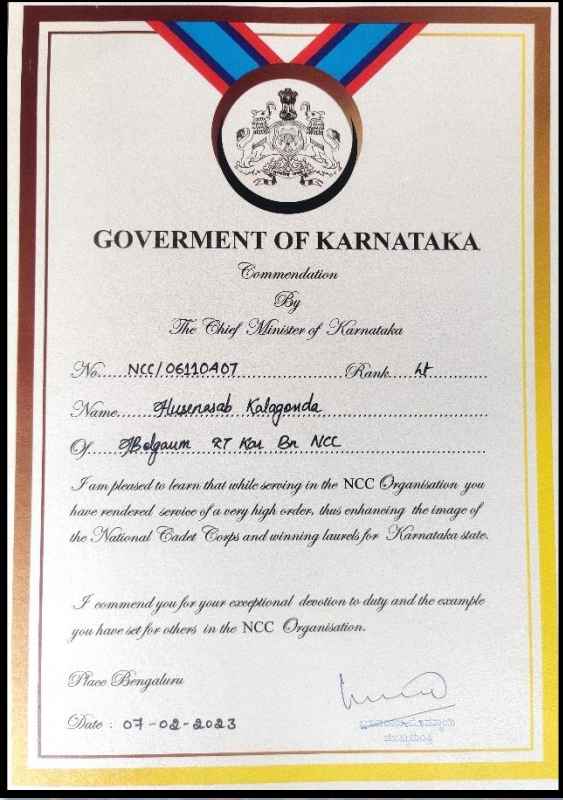 GOVERMENT OF KARNATAKA
Commendation
By
The Chief Minister of Karnataka
No. NCC/06110407 Rank Lt
Name Husenasab Kalagonda
Of Belgaum 27 Kar Bn NCC
I am pleased to learn that while serving in the NCC Organisation you
have rendered service of a very high order, thus enhancing the image of
the National Cadet Corps and winning laurels for Karnataka state.
I commend you for your exceptional devotion to duty and the example
you have set for others in the NCC Organisation.
Place Bengaluru
Date : 07-02-2023
ಮುಖ್ಯಮಂತ್ರಿ